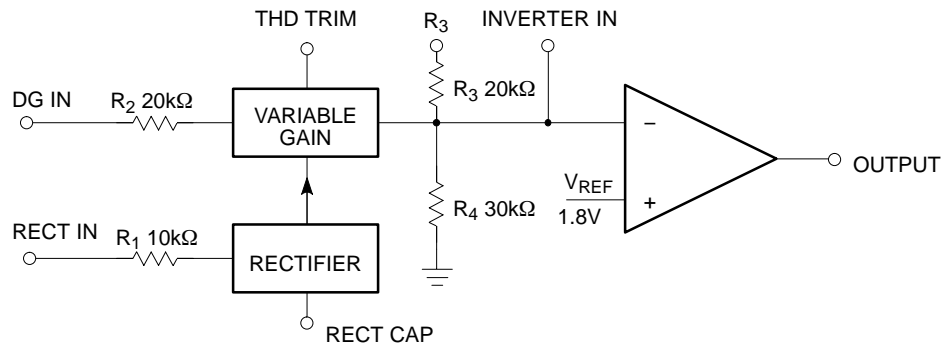 THD TRIM
R3
INVERTER IN
DG IN
R2 20kΩ
VARIABLE
GAIN
R3 20kΩ
−
OUTPUT
VREF
1.8V
+
R4 30kΩ
RECT IN
R1 10kΩ
RECTIFIER
RECT CAP